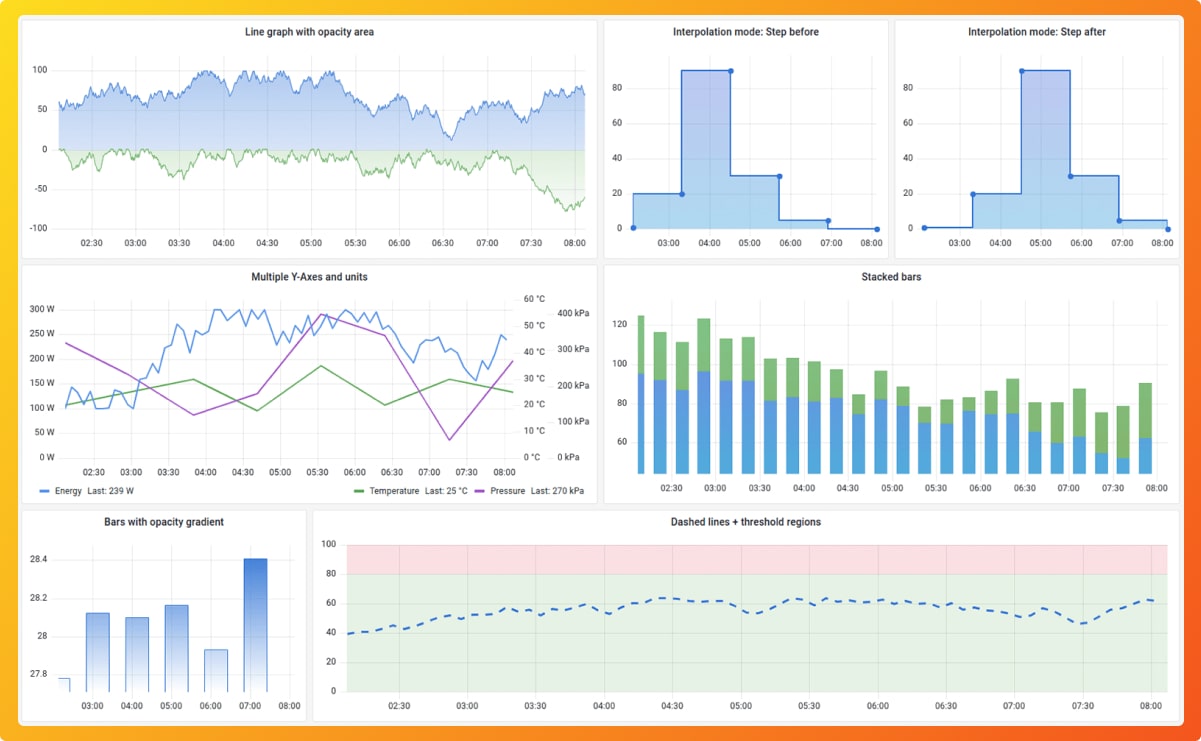 Line graph with opacity area
100
50
0
-50
-100
02:30 03:00 03:30 04:00 04:30 05:00 05:30 06:00 06:30 07:00 07:30 08:00
Interpolation mode: Step before
80
60
40
20
0
03:00 04:00 05:00 06:00 07:00 08:00
Interpolation mode: Step after
80
60
40
20
0
03:00 04:00 05:00 06:00 07:00 08:00
Multiple Y-Axes and units
300 W
250 W
200 W
150 W
100 W
50 W
0 W
60 °C
50 °C
40 °C
30 °C
20 °C
10 °C
0 °C
400 kPa
300 kPa
200 kPa
100 kPa
0 kPa
02:30 03:00 03:30 04:00 04:30 05:00 05:30 06:00 06:30 07:00 07:30 08:00
Energy Last: 239 W Temperature Last: 25 °C Pressure Last: 270 kPa
Stacked bars
120
100
80
60
02:30 03:00 03:30 04:00 04:30 05:00 05:30 06:00 06:30 07:00 07:30 08:00
Bars with opacity gradient
28.4
28.2
28
27.8
03:00 04:00 05:00 06:00 07:00 08:00
Dashed lines + threshold regions
100
80
60
40
20
0
02:30 03:00 03:30 04:00 04:30 05:00 05:30 06:00 06:30 07:00 07:30 08:00